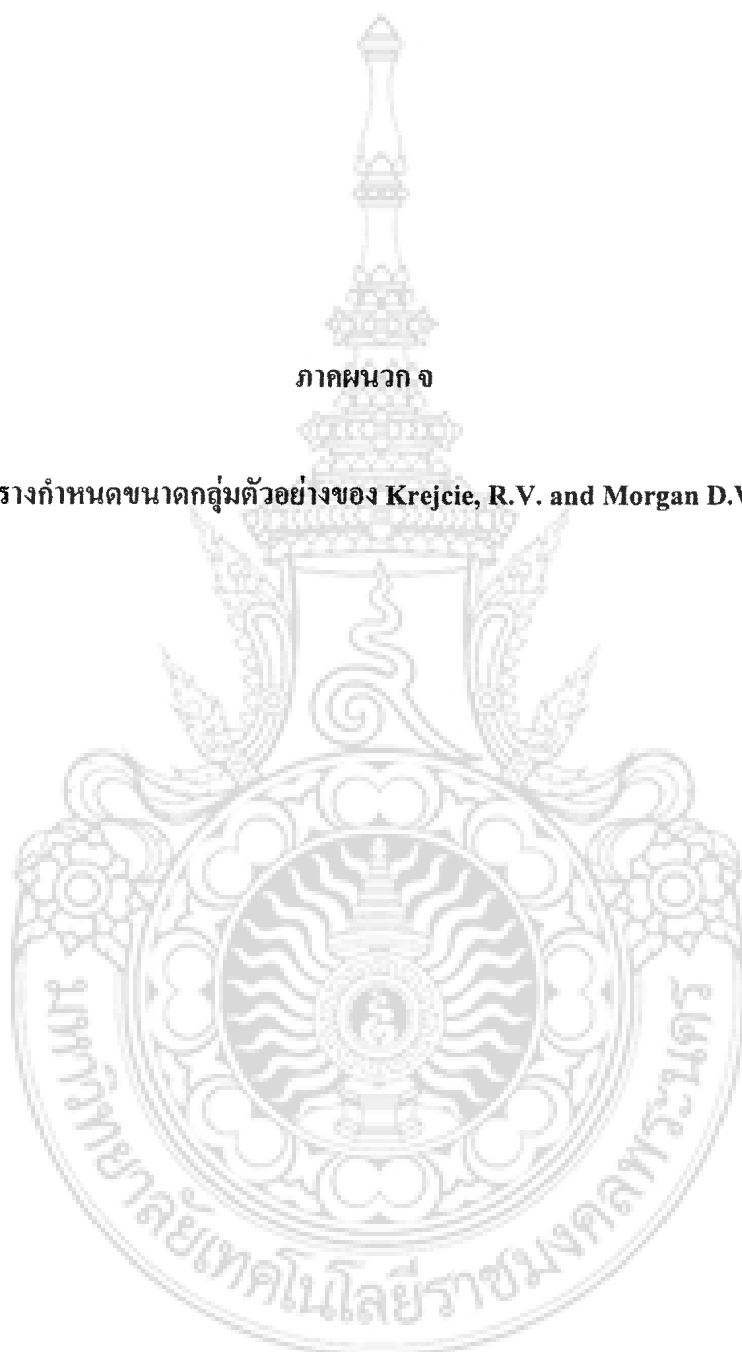 ภาคผนวก จ
รางกำหนดขนาดกลุ่มตัวอย่างของ Krejcie, R.V. and Morgan D.
มหาวิทยาลัยเทคโนโลยีราชมงคลพระนคร